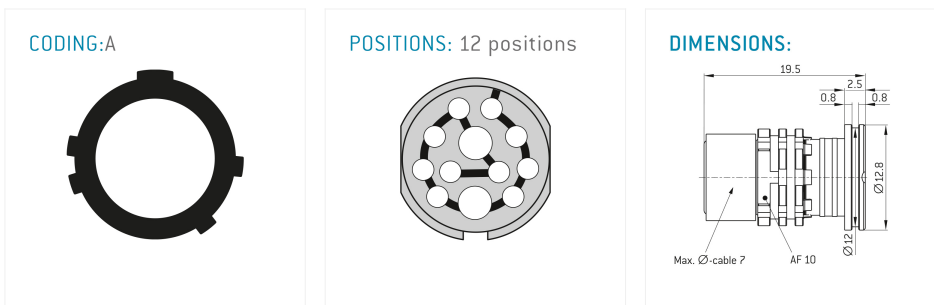 CODING:A
POSITIONS: 12 positions
DIMENSIONS:
19.5
2.5
0.8
0.8
Ø12.8
Ø12
Max. Ø-cable 7
AF 10